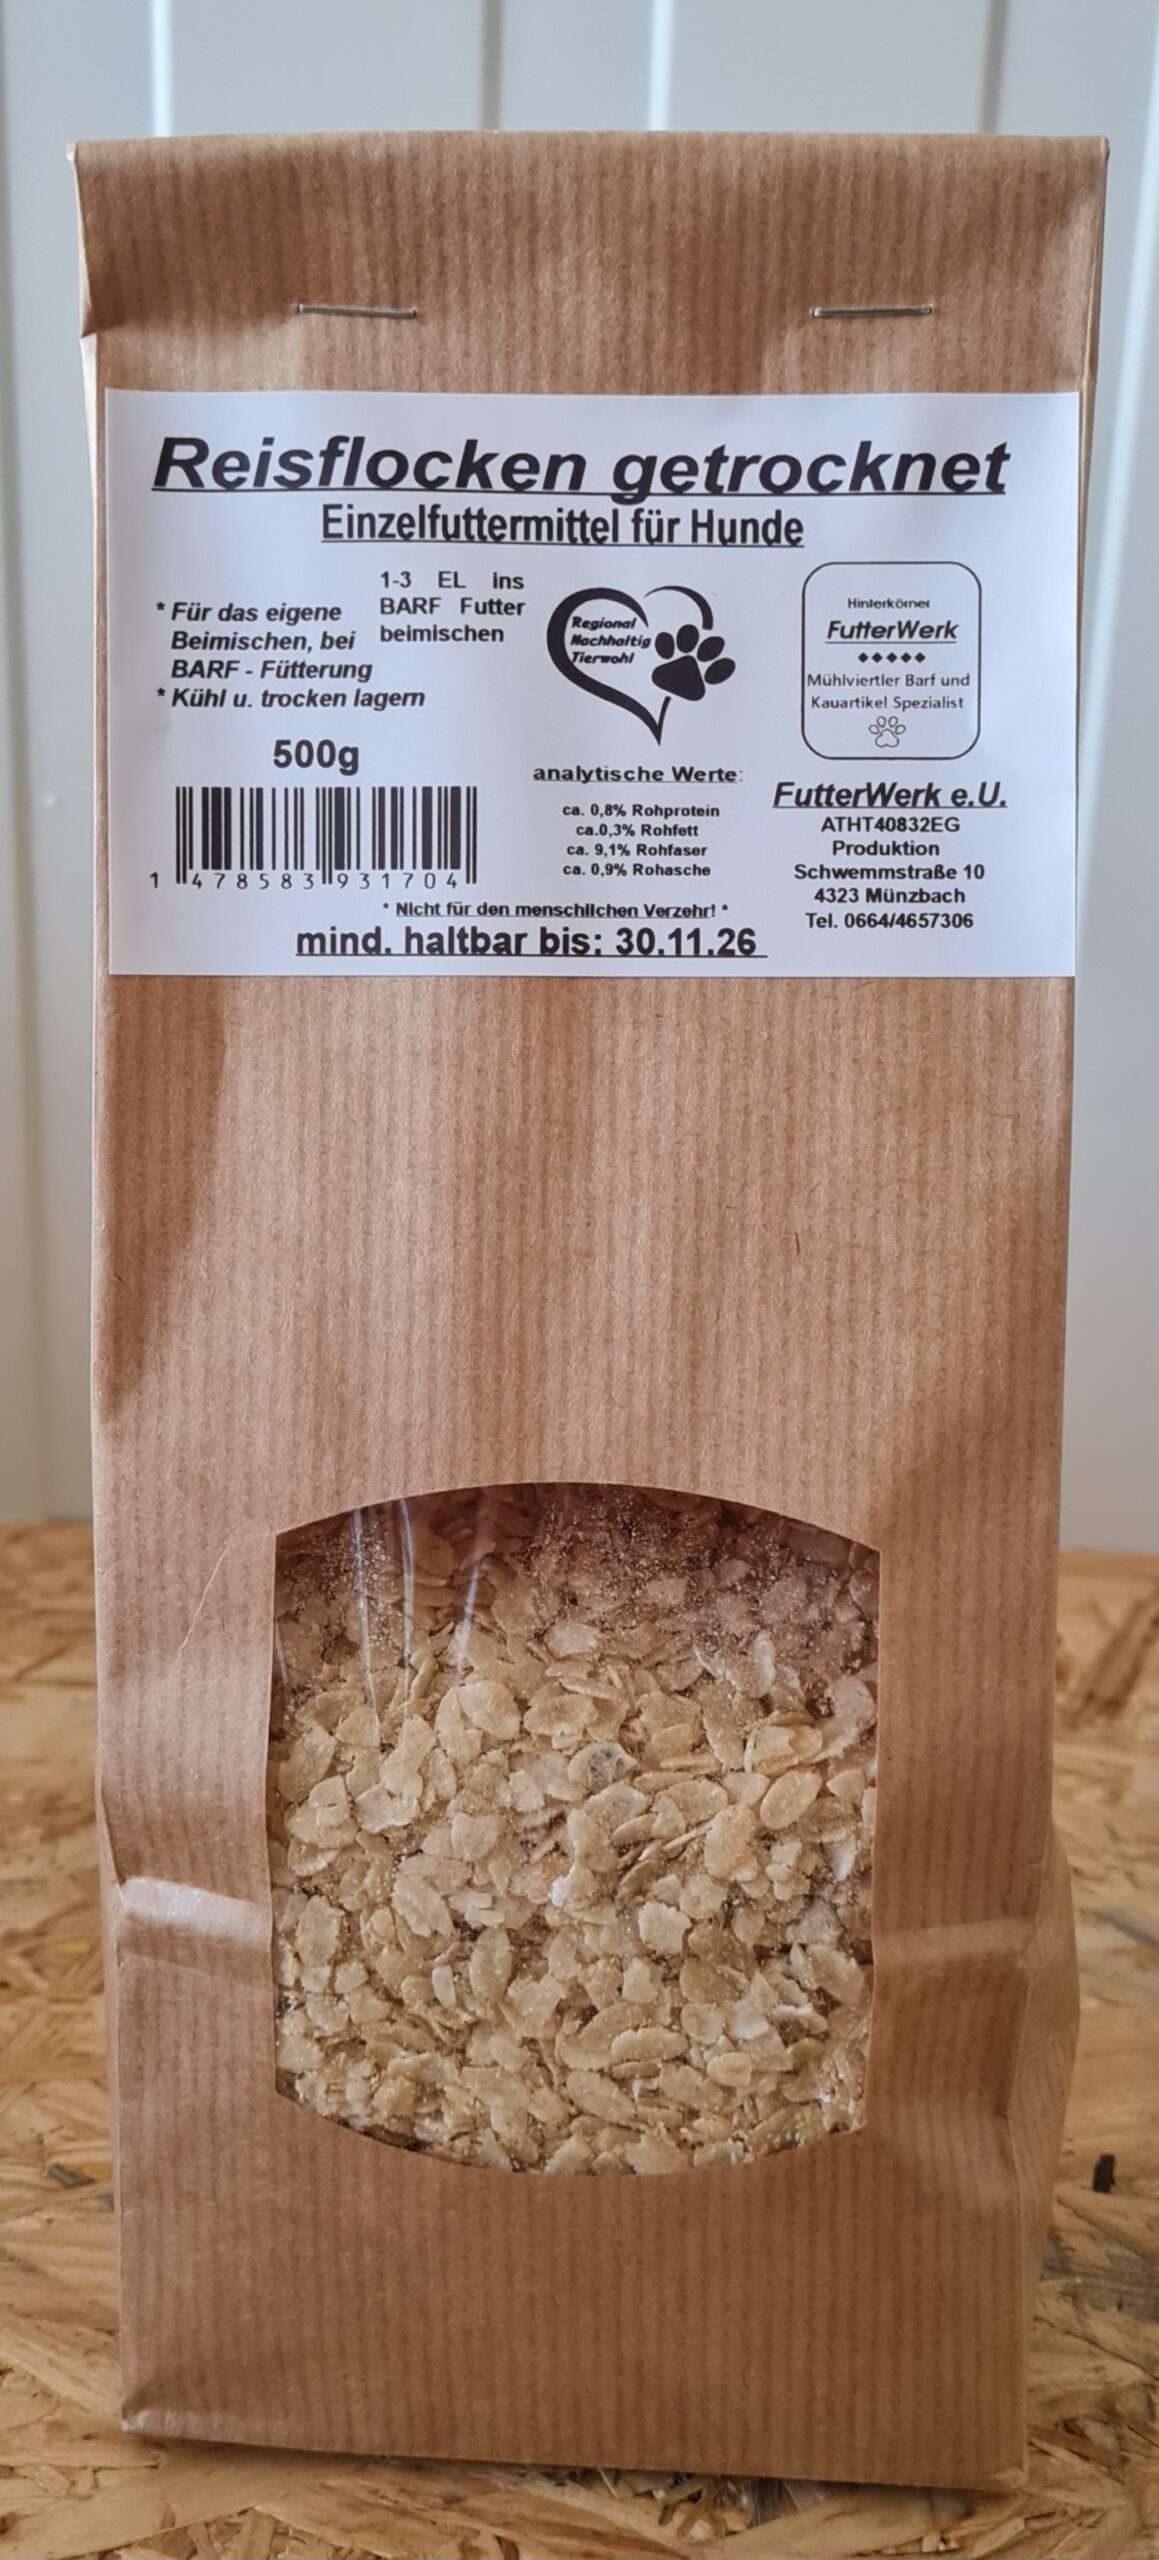 Reisflocken getrocknet
Einzelfuttermittel für Hunde
* Für das eigene
Beimischen, bei
BARF - Fütterung
* Kühl u. trocken lagern
1-3 EL ins
BARF Futter
beimischen
500g
1 478583 931704
Regional
Nachhaltig
Tierwohl
analytische Werte:
ca. 0,8% Rohprotein
ca.0,3% Rohfett
ca. 9,1% Rohfaser
ca. 0,9% Rohasche
Hinterkörner
FutterWerk
Mühlviertler Barf und
Kauartikel Spezialist
FutterWerk e.U.
ATHT40832EG
Produktion
Schwemmstraße 10
4323 Münzbach
Tel. 0664/4657306
* Nicht für den menschlichen Verzehr! *
mind. haltbar bis: 30.11.26